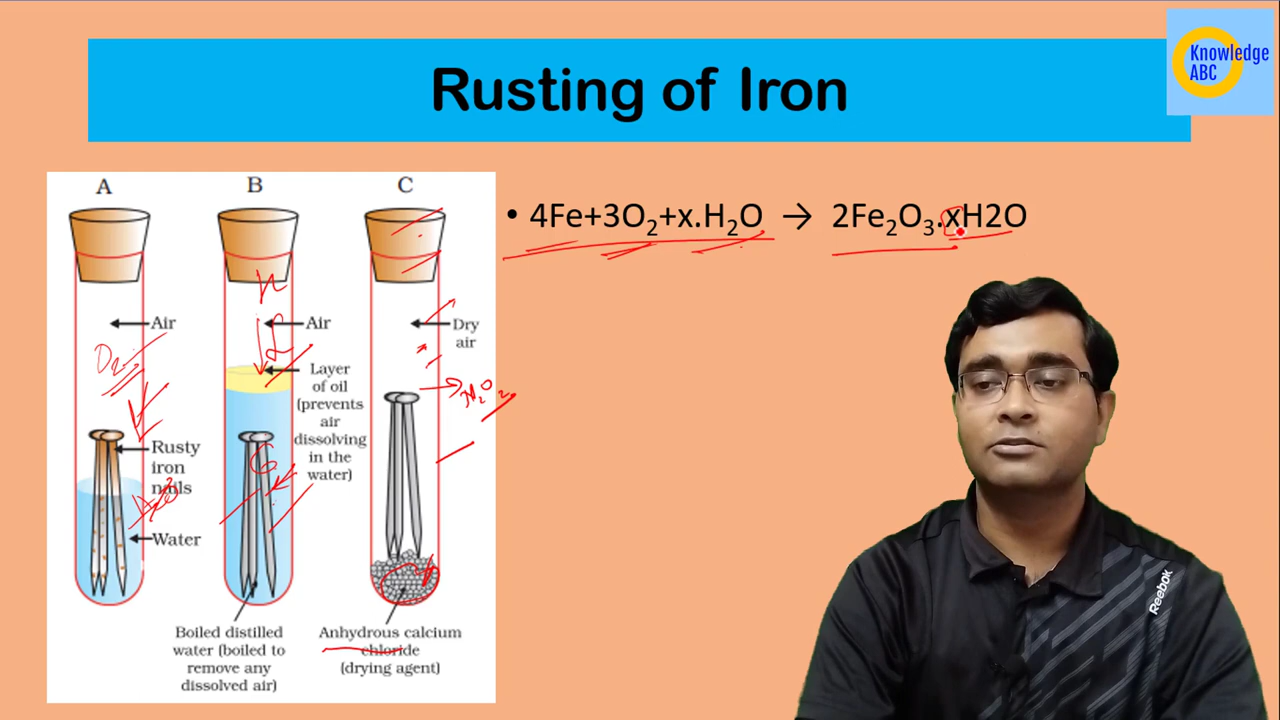 Knowledge
ABC
Rusting of Iron
A
B
C
• 4Fe+3O₂+x.H₂O → 2Fe₂O₃.xH2O
Air
Air
Dry
air
O₂
Layer
of oil
(prevents
air
dissolving
in the
water)
Rusty
iron
nails
Water
Boiled distilled
water (boiled to
remove any
dissolved air)
Anhydrous calcium
chloride
(drying agent)
Reebok